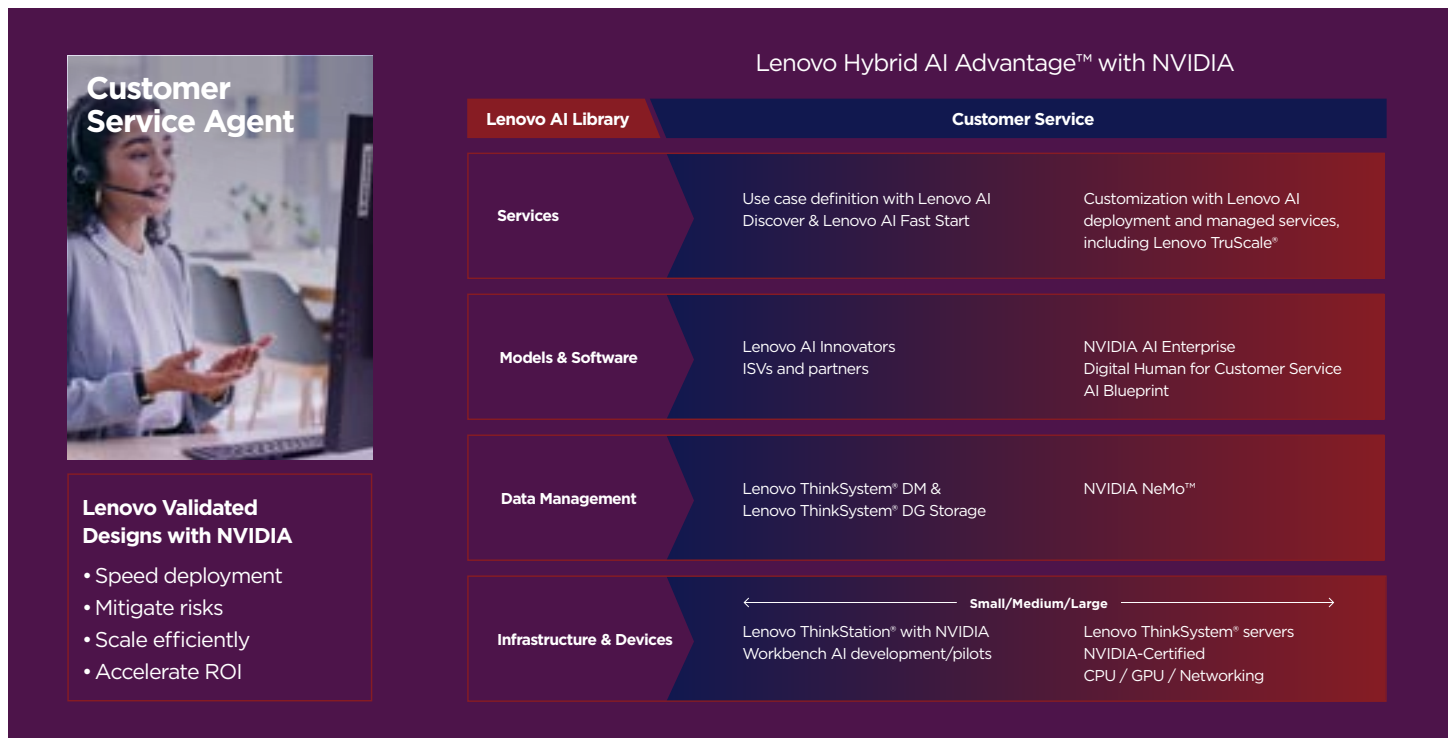 Customer
Service Agent
Lenovo Validated
Designs with NVIDIA
• Speed deployment
• Mitigate risks
• Scale efficiently
• Accelerate ROI
Lenovo Hybrid AI Advantage™ with NVIDIA
Lenovo AI Library
Customer Service
Services
Use case definition with Lenovo AI
Discover & Lenovo AI Fast Start
Customization with Lenovo AI
deployment and managed services,
including Lenovo TruScale®
Models & Software
Lenovo AI Innovators
ISVs and partners
NVIDIA AI Enterprise
Digital Human for Customer Service
AI Blueprint
Data Management
Lenovo ThinkSystem® DM &
Lenovo ThinkSystem® DG Storage
NVIDIA NeMo™
Infrastructure & Devices
Small/Medium/Large
Lenovo ThinkStation® with NVIDIA
Workbench AI development/pilots
Lenovo ThinkSystem® servers
NVIDIA-Certified
CPU / GPU / Networking